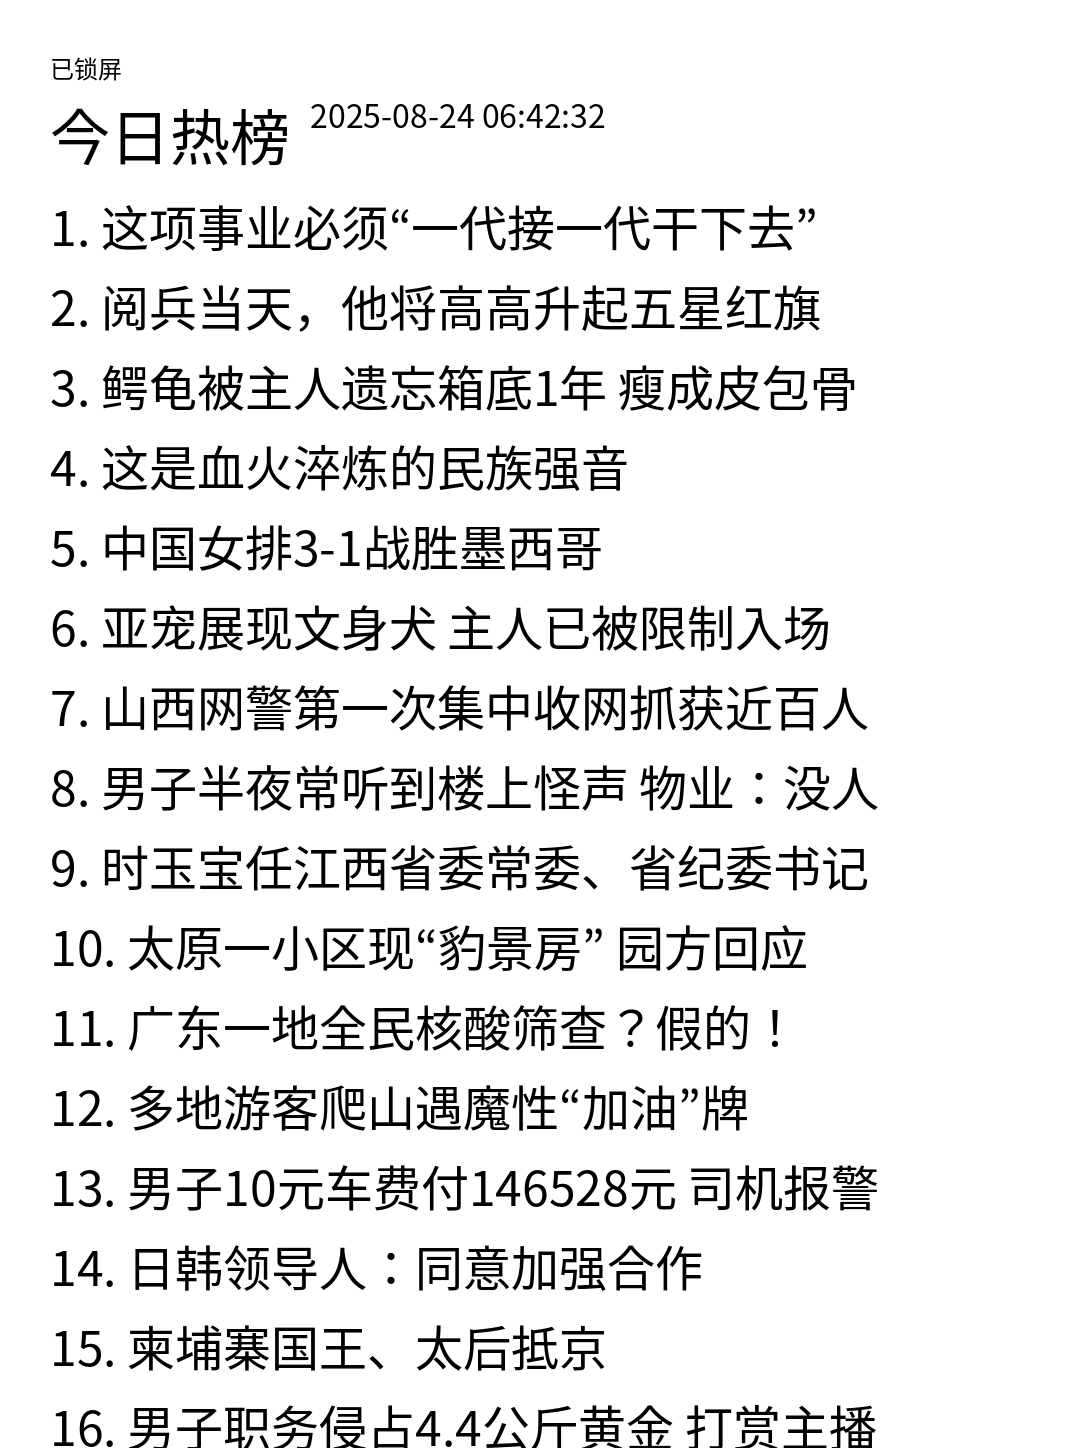 已锁屏
今日热榜 2025-08-24 06:42:32
1. 这项事业必须“一代接一代干下去”
2. 阅兵当天，他将高高升起五星红旗
3. 鳄龟被主人遗忘箱底1年 瘦成皮包骨
4. 这是血火淬炼的民族强音
5. 中国女排3-1战胜墨西哥
6. 亚宠展现文身犬 主人已被限制入场
7. 山西网警第一次集中收网抓获近百人
8. 男子半夜常听到楼上怪声 物业：没人
9. 时玉宝任江西省委常委、省纪委书记
10. 太原一小区现“豹景房” 园方回应
11. 广东一地全民核酸筛查？假的！
12. 多地游客爬山遇魔性“加油”牌
13. 男子10元车费付146528元 司机报警
14. 日韩领导人：同意加强合作
15. 柬埔寨国王、太后抵京
16. 男子职务侵占4.4公斤黄金 打赏主播